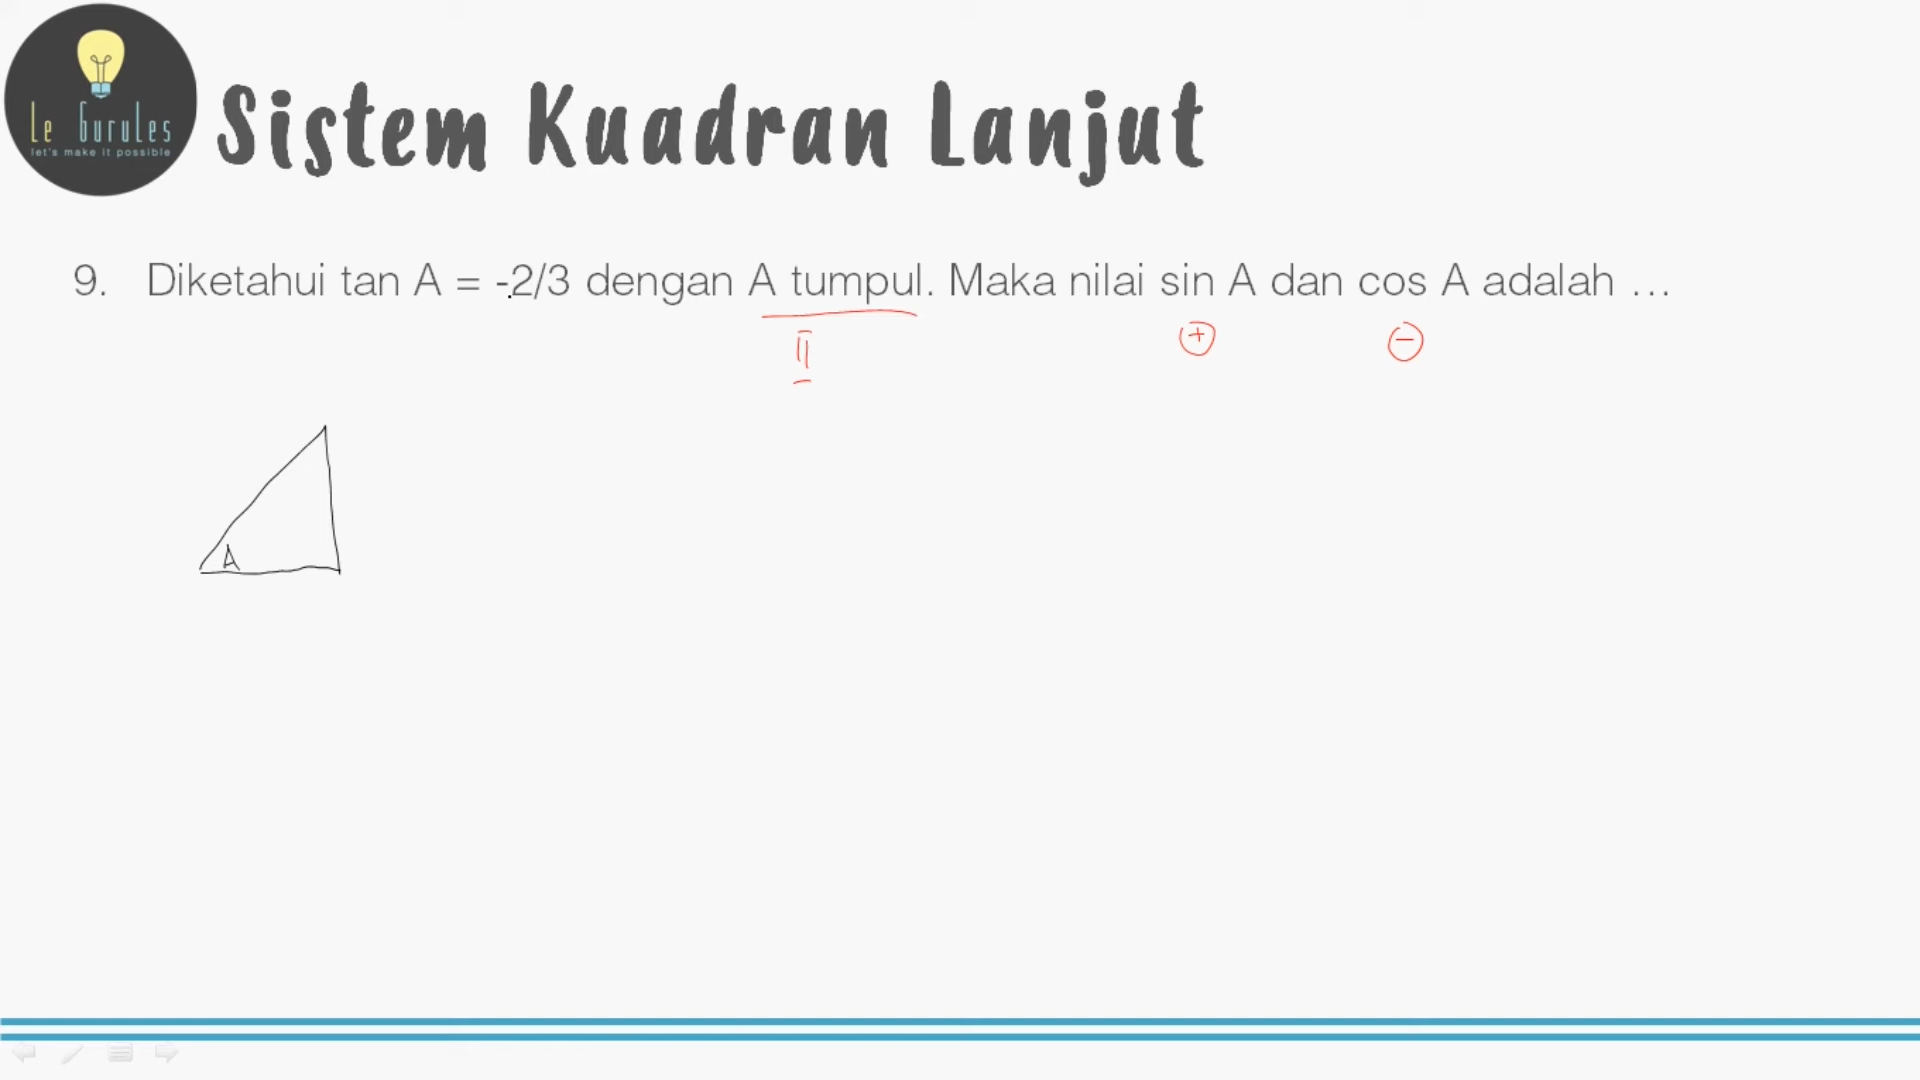 Le GuruLes
let's make it possible
Sistem Kuadran Lanjut
9. Diketahui tan A = -2/3 dengan A tumpul. Maka nilai sin A dan cos A adalah ...
II + -
A